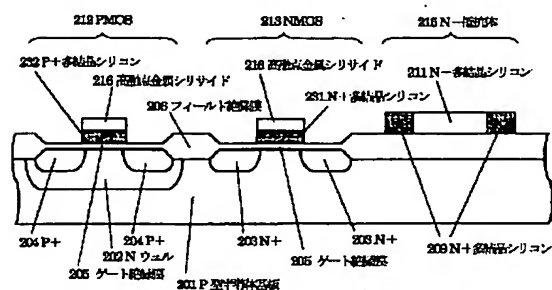 212 PMOS
213 NMOS
215 N−抵抗体
232 P+多結晶シリコン
216 高融点金属シリサイド
216 高融点金属シリサイド
211 N−多結晶シリコン
206 フィールド絶縁膜
231 N+多結晶シリコン
204 P+
204 P+
203 N+
203 N+
209 N+多結晶シリコン
202 N ウェル
205 ゲート絶縁膜
205 ゲート絶縁膜
201 P 型半導体基板